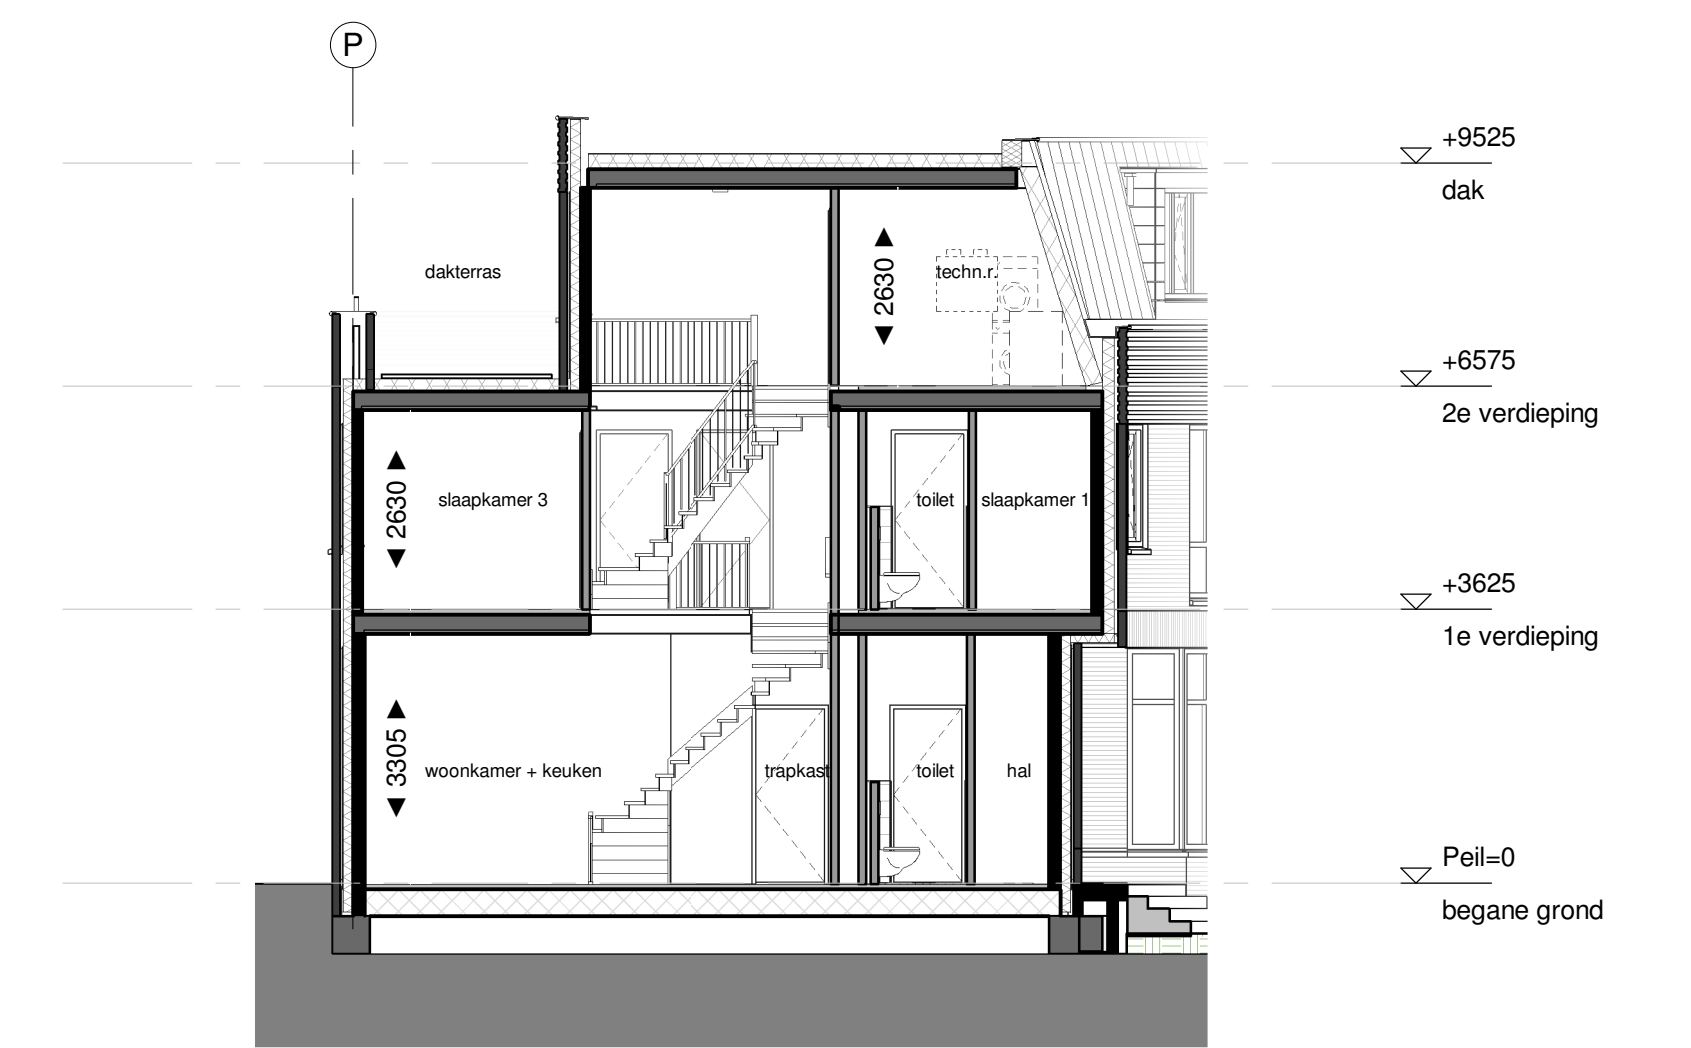 P
+9525
dak
dakterras
2630
techn.r.
+6575
2e verdieping
2630
slaapkamer 3
toilet
slaapkamer 1
+3625
1e verdieping
3305
woonkamer + keuken
trapkast
toilet
hal
Peil=0
begane grond